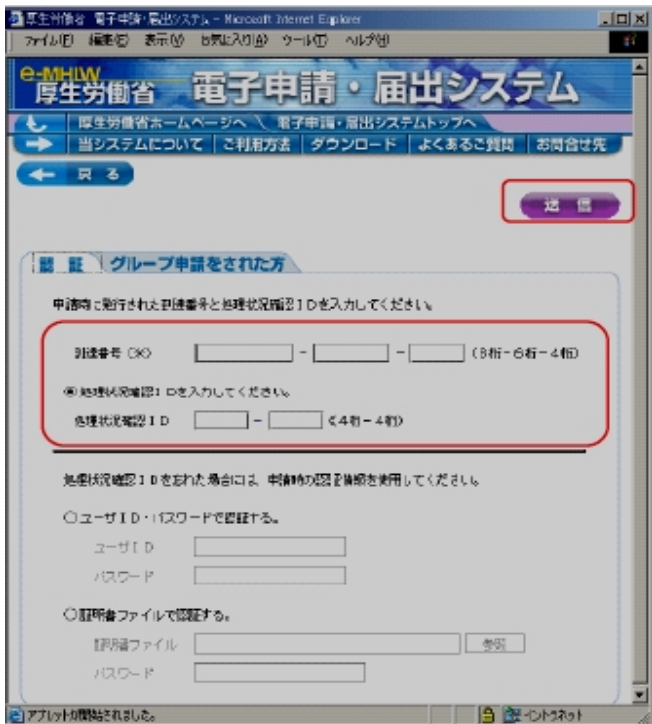 厚生労働省 電子申請・届出システム - Microsoft Internet Explorer
ファイル(F) 編集(E) 表示(V) お気に入り(A) ツール(T) ヘルプ(H)
e-MHLW
厚生労働省 電子申請・届出システム
厚生労働省ホームページへ 電子申請・届出システムトップへ
当システムについて ご利用方法 ダウンロード よくあるご質問 お問合せ先
戻る
送信
認証 グループ申請をされた方
申請時に発行された到達番号と処理状況確認IDを入力してください。
到達番号(※) - - (8桁-6桁-4桁)
処理状況確認IDを入力してください。
処理状況確認ID - (4桁-4桁)
処理状況確認IDを忘れた場合には、申請時の認証情報を使用してください。
ユーザID・パスワードで認証する。
ユーザID
パスワード
証明書ファイルで認証する。
証明書ファイル 参照
パスワード
アプレットが開始されました。 イントラネット